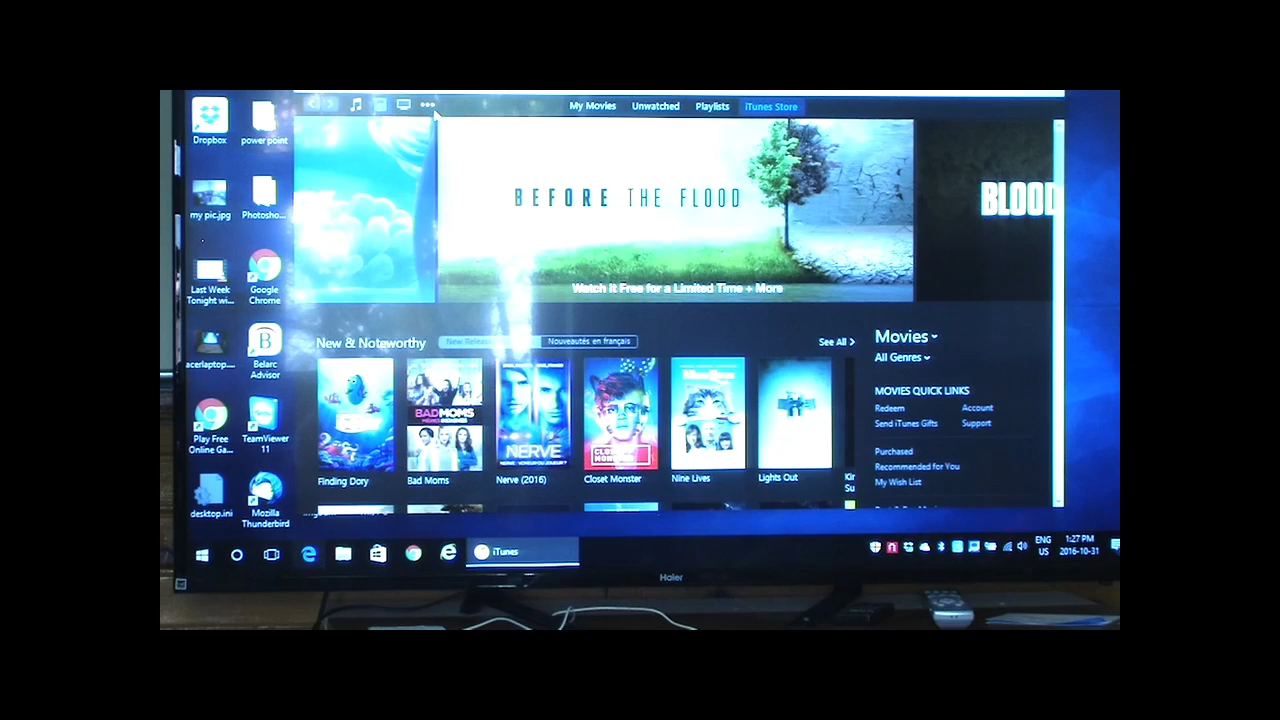 My Movies Unwatched Playlists iTunes Store
Dropbox
power point
my pic.jpg
Photosho...
Last Week
Tonight wi...
Google
Chrome
acerlaptop....
Belarc
Advisor
Play Free
Online Ga...
TeamViewer
11
desktop.ini
Mozilla
Thunderbird
BEFORE THE FLOOD
Watch It Free for a Limited Time + More
BLOOD
New & Noteworthy
Nouveautés en français
See All >
BADMOMS
NERVE
Finding Dory
Bad Moms
Nerve (2016)
Closet Monster
Nine Lives
Lights Out
Kir
Su
Movies
All Genres
MOVIES QUICK LINKS
Redeem
Account
Send iTunes Gifts
Support
Purchased
Recommended for You
My Wish List
iTunes
ENG
US
1:27 PM
2016-10-31
Haier